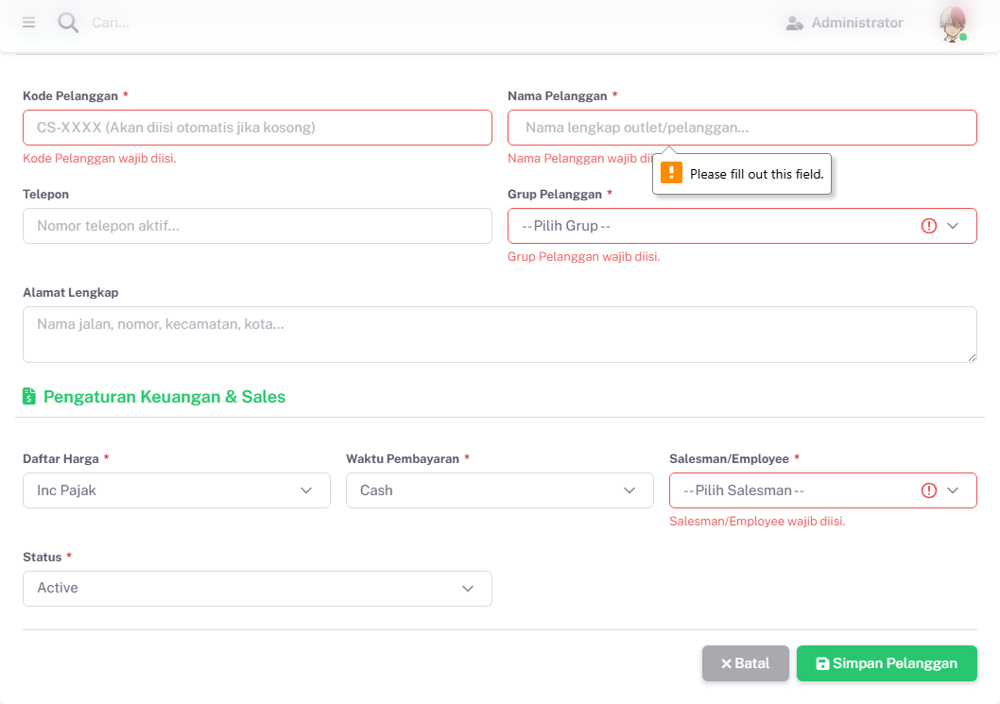 Cari...
Administrator
Kode Pelanggan *
Nama Pelanggan *
CS-XXXX (Akan diisi otomatis jika kosong)
Nama lengkap outlet/pelanggan...
Kode Pelanggan wajib diisi.
Nama Pelanggan wajib
Please fill out this field.
Telepon
Grup Pelanggan *
Nomor telepon aktif...
-- Pilih Grup --
Grup Pelanggan wajib diisi.
Alamat Lengkap
Nama jalan, nomor, kecamatan, kota...
Pengaturan Keuangan & Sales
Daftar Harga *
Waktu Pembayaran *
Salesman/Employee *
Inc Pajak
Cash
-- Pilih Salesman --
Salesman/Employee wajib diisi.
Status *
Active
Batal
Simpan Pelanggan